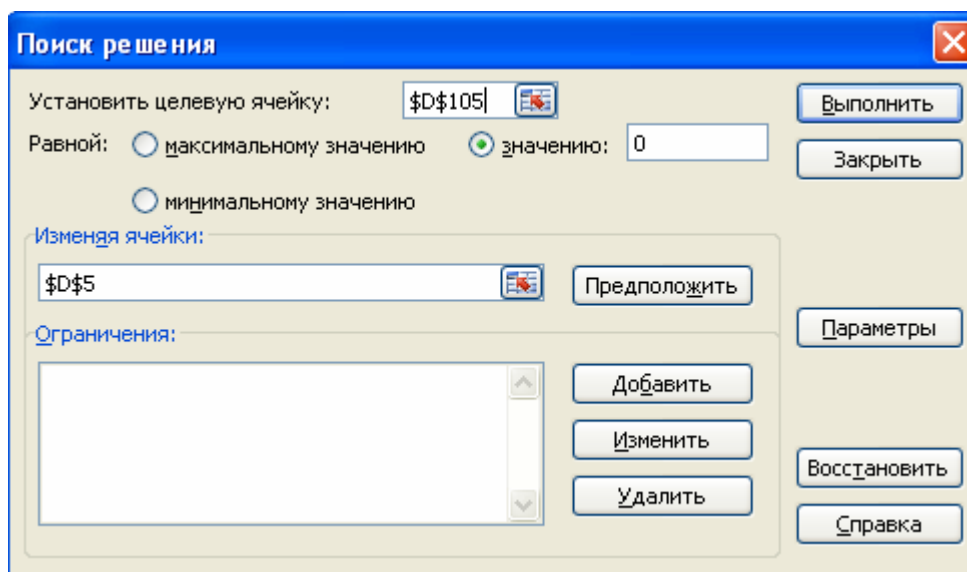 Поиск решения
Установить целевую ячейку: $D$105 Выполнить
Равной: максимальному значению значению: 0 Закрыть
минимальному значению
Изменяя ячейки:
$D$5 Предположить
Ограничения: Параметры
Добавить
Изменить
Восстановить
Удалить
Справка